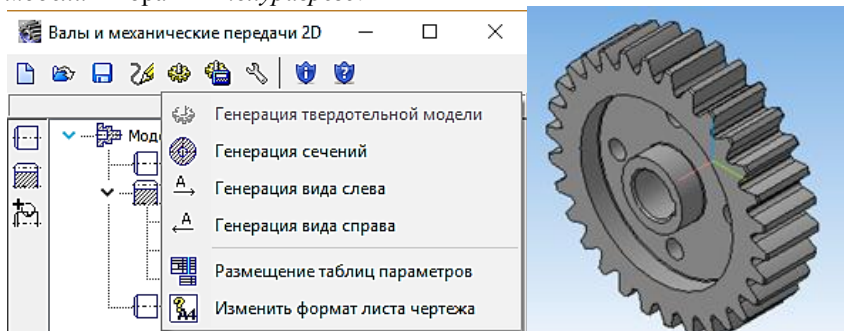 Валы и механические передачи 2D
Мод
Генерация твердотельной модели
Генерация сечений
Генерация вида слева
Генерация вида справа
Размещение таблиц параметров
Изменить формат листа чертежа